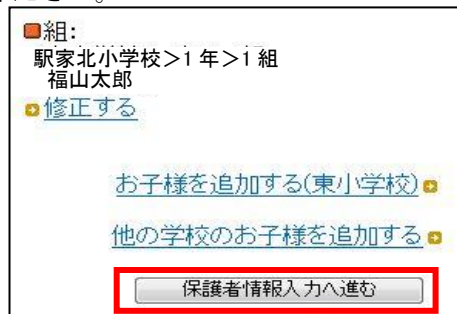 組:
駅家北小学校＞1年＞1組
福山太郎
修正する
お子様を追加する(東小学校)
他の学校のお子様を追加する
保護者情報入力へ進む